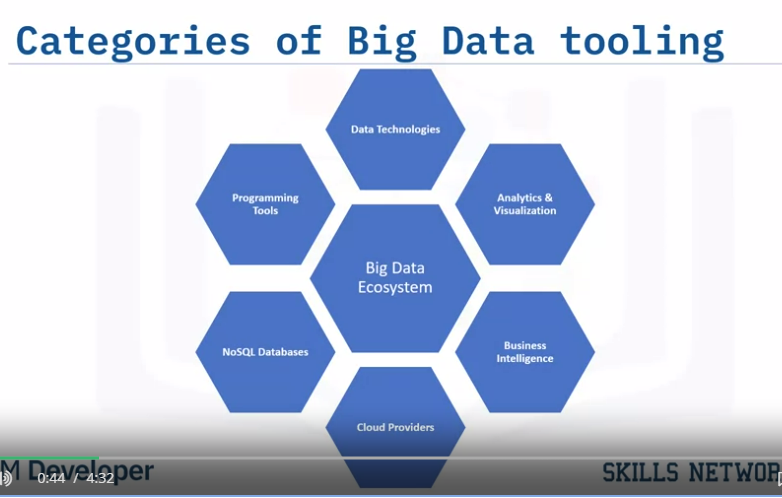 Categories of Big Data tooling
Data Technologies
Programming
Tools
Analytics &
Visualization
Big Data
Ecosystem
NoSQL Databases
Business
Intelligence
Cloud Providers
M Developer
SKILLS NETWOR
0:44 / 4:32